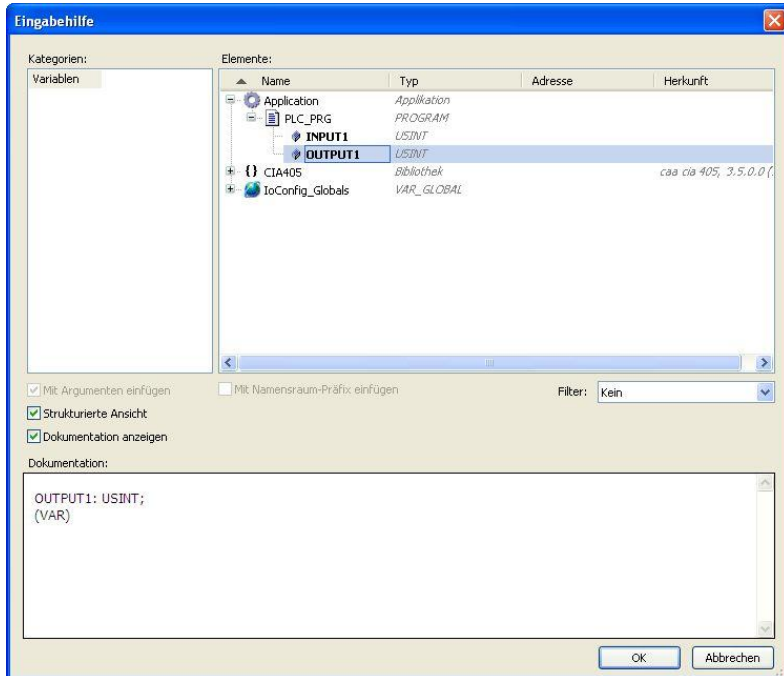 Eingabehilfe
Kategorien:
Variablen
Elemente:
Name Typ Adresse Herkunft
Application Applikation
PLC_PRG PROGRAM
INPUT1 USINT
OUTPUT1 USINT
CIA405 Bibliothek caa cia 405, 3.5.0.0 (.
IoConfig_Globals VAR_GLOBAL
Mit Argumenten einfügen
Mit Namensraum-Präfix einfügen
Filter: Kein
Strukturierte Ansicht
Dokumentation anzeigen
Dokumentation:
OUTPUT1: USINT;
(VAR)
OK Abbrechen